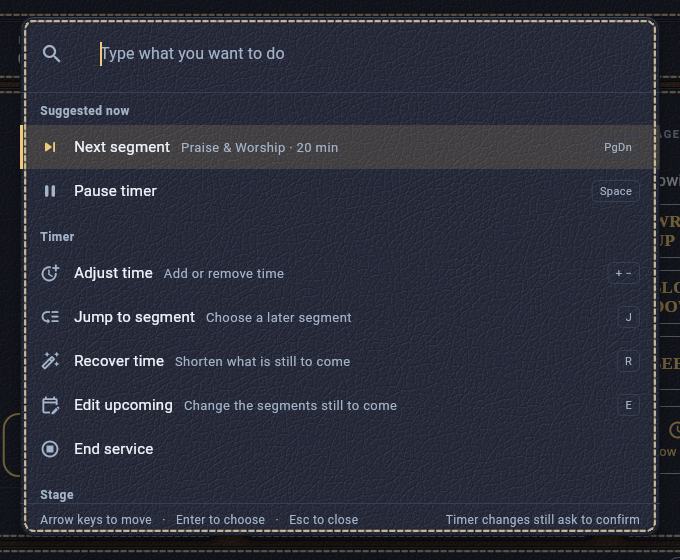 Type what you want to do
Suggested now
Next segment Praise & Worship · 20 min PgDn
Pause timer Space
Timer
Adjust time Add or remove time + −
Jump to segment Choose a later segment J
Recover time Shorten what is still to come R
Edit upcoming Change the segments still to come E
End service
Stage
Arrow keys to move · Enter to choose · Esc to close Timer changes still ask to confirm